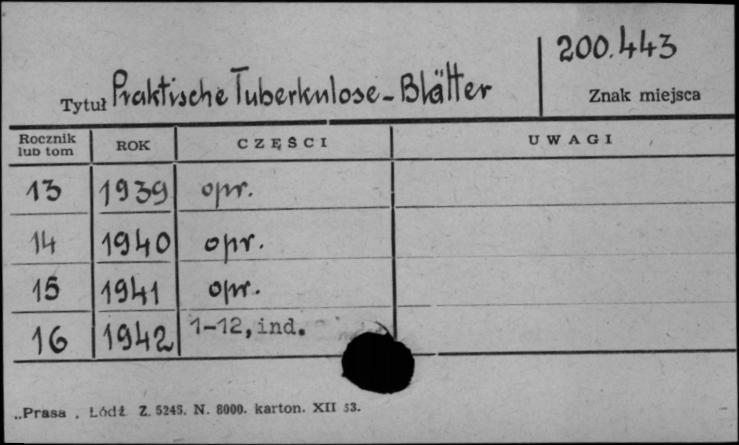 200.443
Tytuł Praktische Tuberkulose-Blätter
Znak miejsca
Rocznik lub tom ROK CZĘŚCI UWAGI
13 1939 opr.
14 1940 opr.
15 1941 opr.
16 1942 1-12, ind.
„Prasa . Łódź Z. 5245. N. 8000. karton. XII 53.